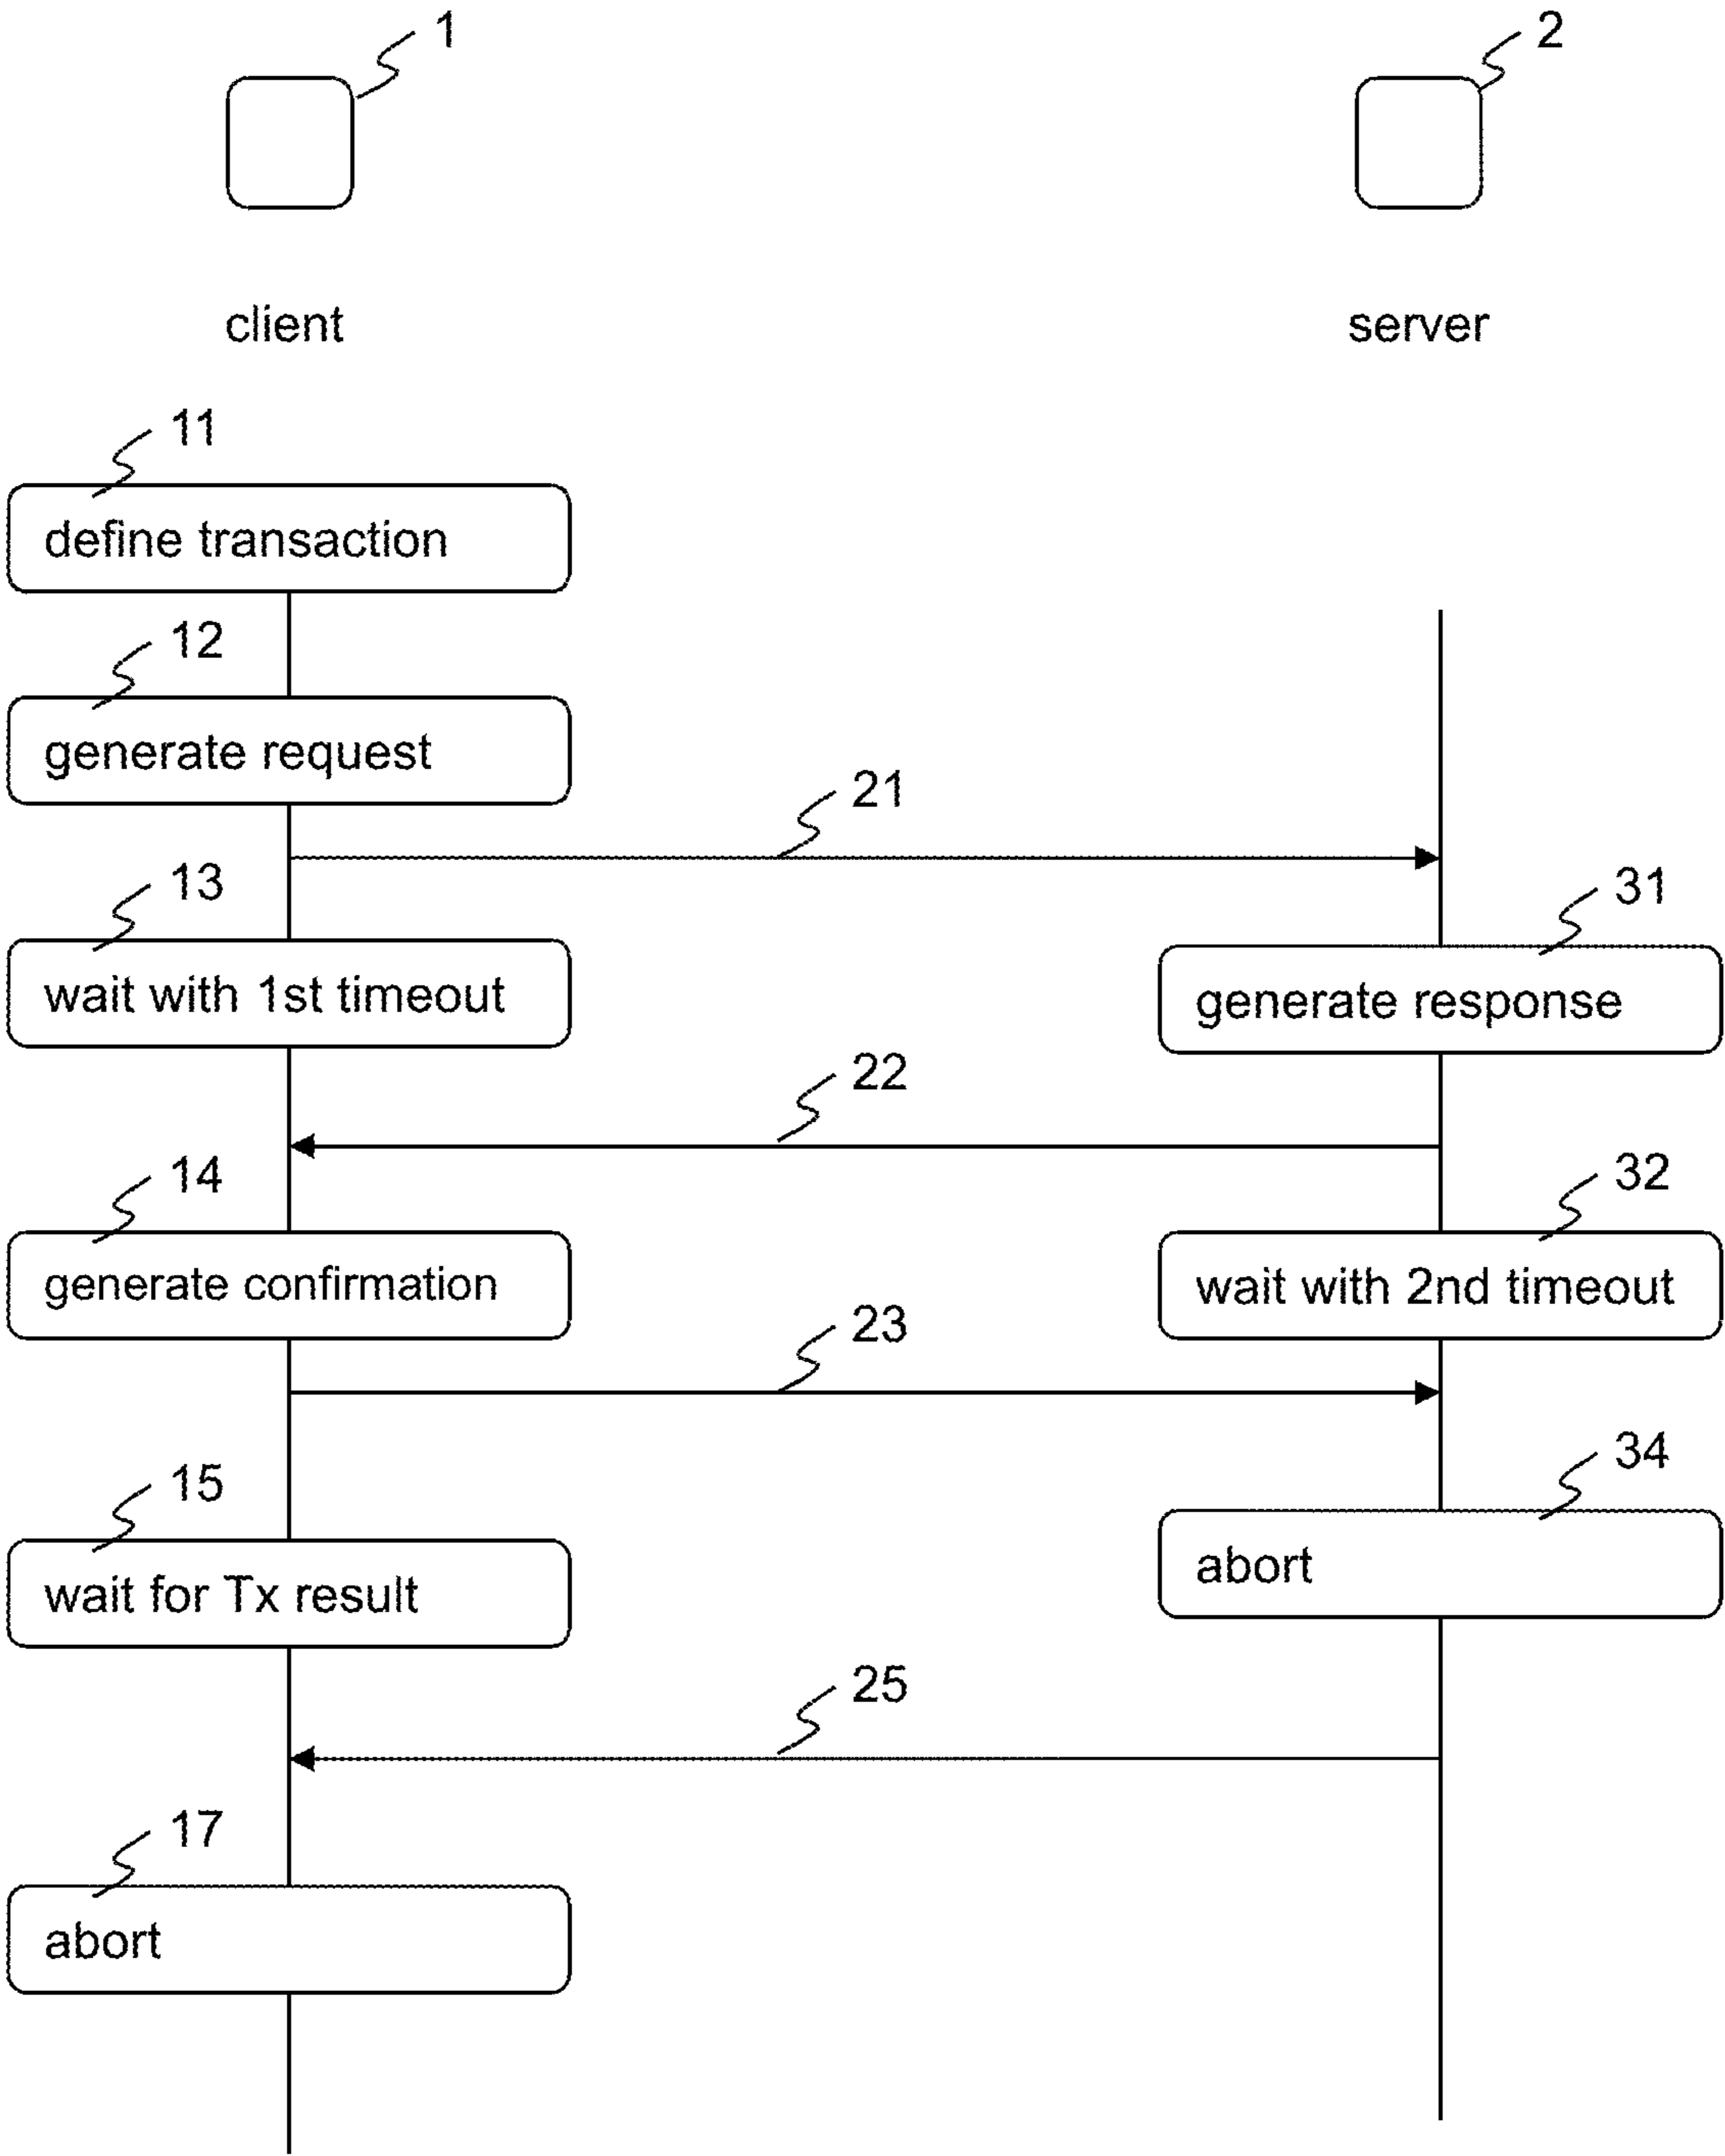 1
2
client
server
11
define transaction
12
generate request
21
13
31
wait with 1st timeout
generate response
22
14
32
generate confirmation
wait with 2nd timeout
23
34
15
abort
wait for Tx result
25
17
abort